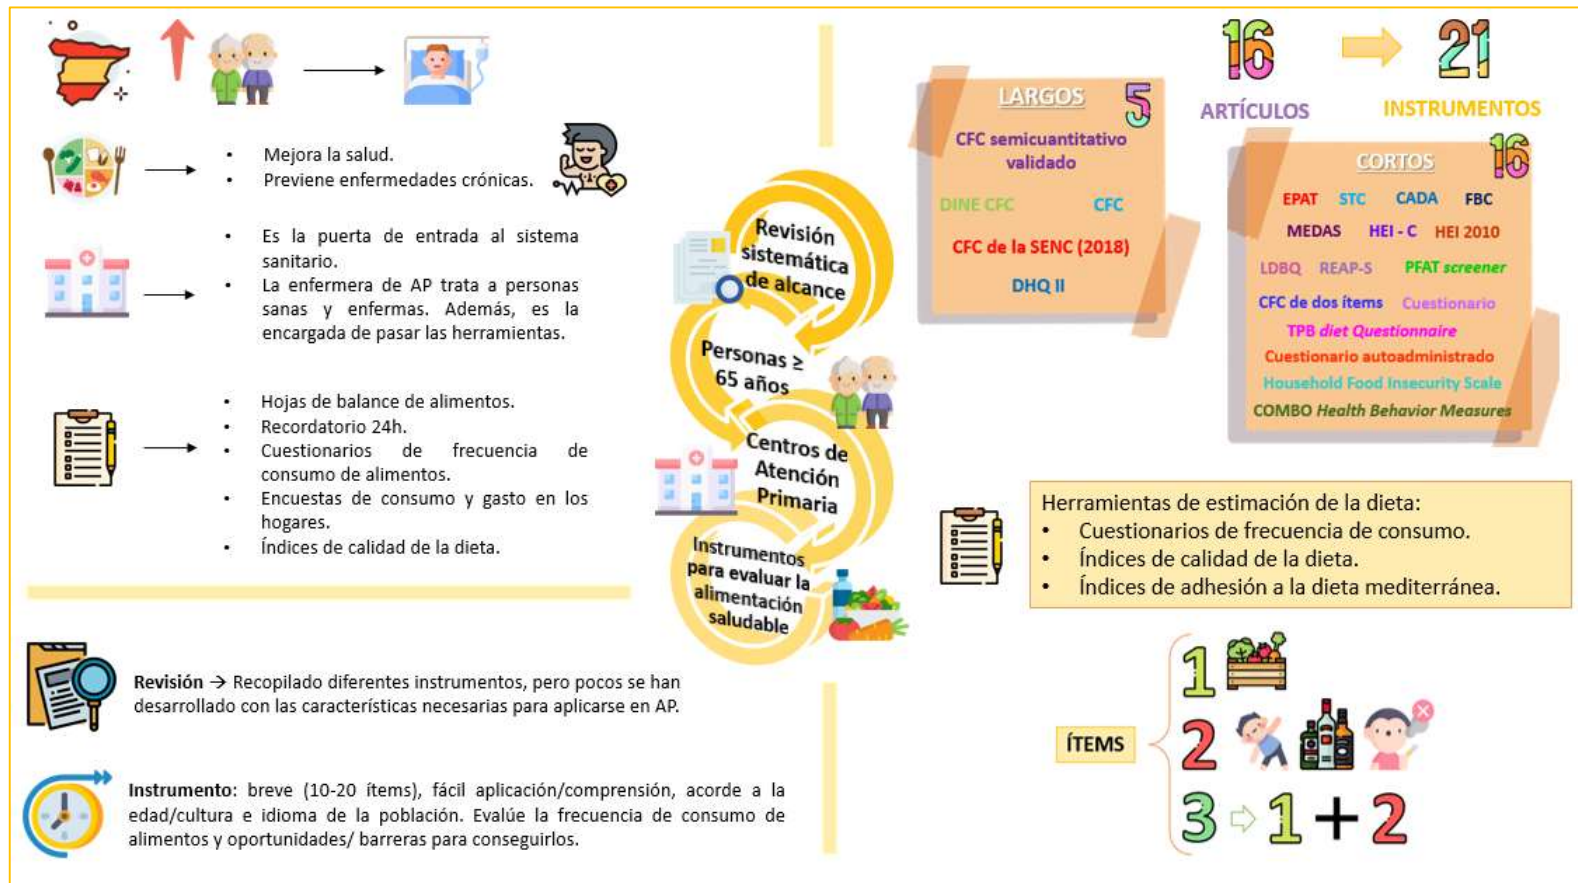 Mejora la salud.
Previene enfermedades crónicas.
Es la puerta de entrada al sistema
sanitario.
La enfermera de AP trata a personas
sanas y enfermas. Además, es la
encargada de pasar las herramientas.
Hojas de balance de alimentos.
Recordatorio 24h.
Cuestionarios de frecuencia de
consumo de alimentos.
Encuestas de consumo y gasto en los
hogares.
Índices de calidad de la dieta.
Revisión → Recopilado diferentes instrumentos, pero pocos se han
desarrollado con las características necesarias para aplicarse en AP.
Instrumento: breve (10-20 ítems), fácil aplicación/comprensión, acorde a la
edad/cultura e idioma de la población. Evalúe la frecuencia de consumo de
alimentos y oportunidades/ barreras para conseguirlos.
Revisión
sistemática
de alcance
Personas ≥
65 años
Centros de
Atención
Primaria
Instrumentos
para evaluar la
alimentación
saludable
16
21
ARTÍCULOS
INSTRUMENTOS
LARGOS
5
CFC semicuantitativo
validado
DINE CFC
CFC
CFC de la SENC (2018)
DHQ II
CORTOS
16
EPAT STC CADA FBC
MEDAS HEI - C HEI 2010
LDBQ REAP-S PFAT screener
CFC de dos ítems Cuestionario
TPB diet Questionnaire
Cuestionario autoadministrado
Household Food Insecurity Scale
COMBO Health Behavior Measures
Herramientas de estimación de la dieta:
Cuestionarios de frecuencia de consumo.
Índices de calidad de la dieta.
Índices de adhesión a la dieta mediterránea.
ÍTEMS
1
2
3 ⇨ 1 + 2